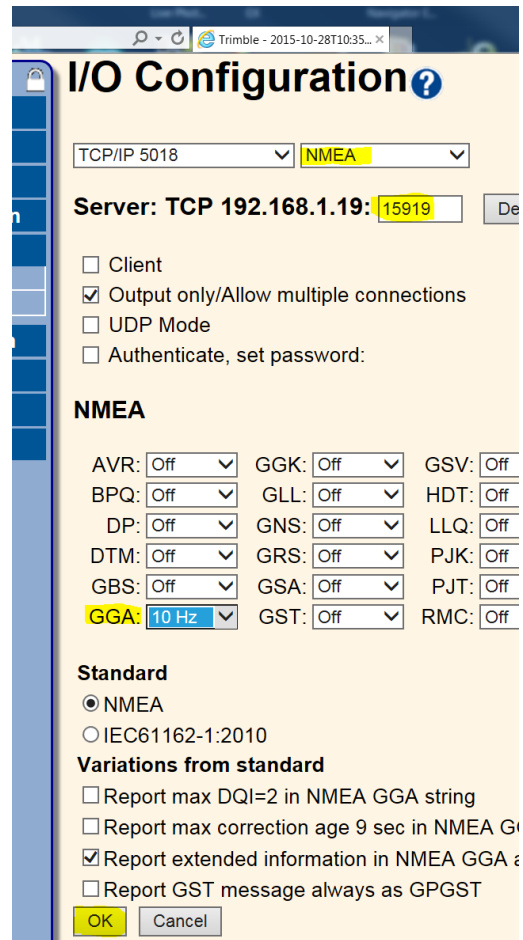 Trimble - 2015-10-28T10:35... ×
I/O Configuration ?
TCP/IP 5018 NMEA
Server: TCP 192.168.1.19: 15919 De
Client
Output only/Allow multiple connections
UDP Mode
Authenticate, set password:
NMEA
AVR: Off GGK: Off GSV: Off
BPQ: Off GLL: Off HDT: Off
DP: Off GNS: Off LLQ: Off
DTM: Off GRS: Off PJK: Off
GBS: Off GSA: Off PJT: Off
GGA: 10 Hz GST: Off RMC: Off
Standard
NMEA
IEC61162-1:2010
Variations from standard
Report max DQI=2 in NMEA GGA string
Report max correction age 9 sec in NMEA G
Report extended information in NMEA GGA a
Report GST message always as GPGST
OK Cancel